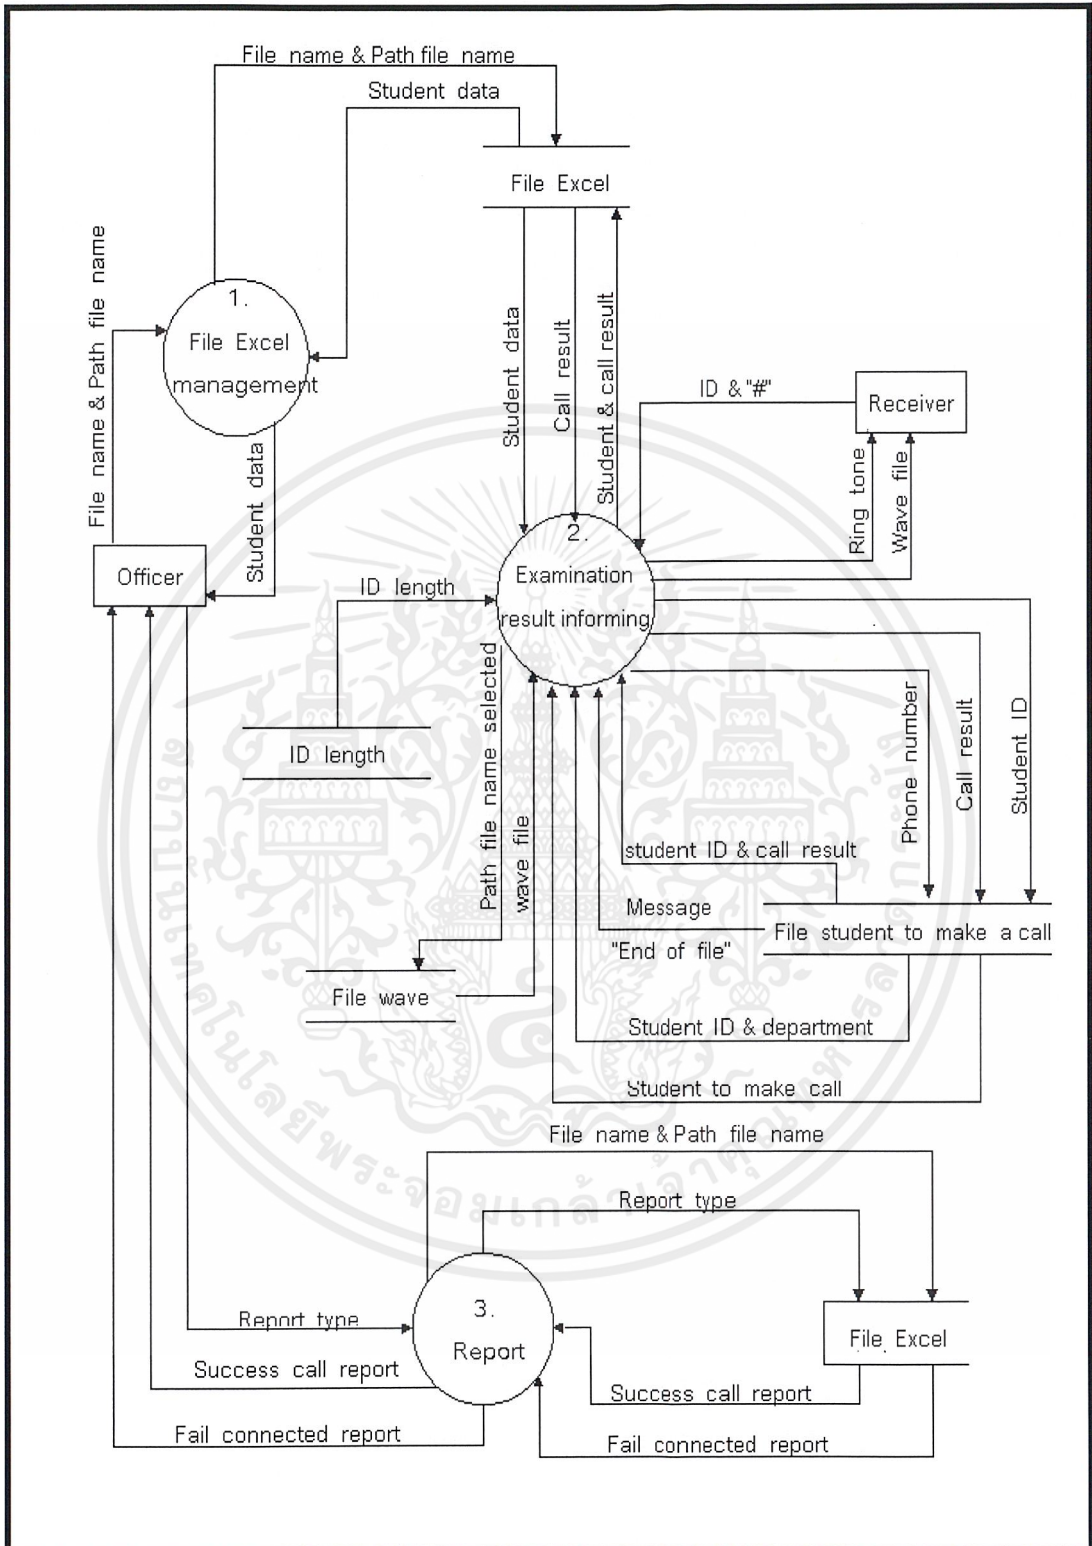 File name & Path file name
Student data
File Excel
File name & Path file name
1.
File Excel
management
Student data
Student data
Call result
Student & call result
ID & "#"
Receiver
Ring tone
Wave file
2.
Examination
result informing
Officer
ID length
ID length
Path file name selected
wave file
Phone number
Call result
Student ID
student ID & call result
Message
"End of file"
File student to make a call
File wave
Student ID & department
Student to make call
File name & Path file name
Report type
3.
Report
Report type
File Excel
Success call report
Success call report
Fail connected report
Fail connected report